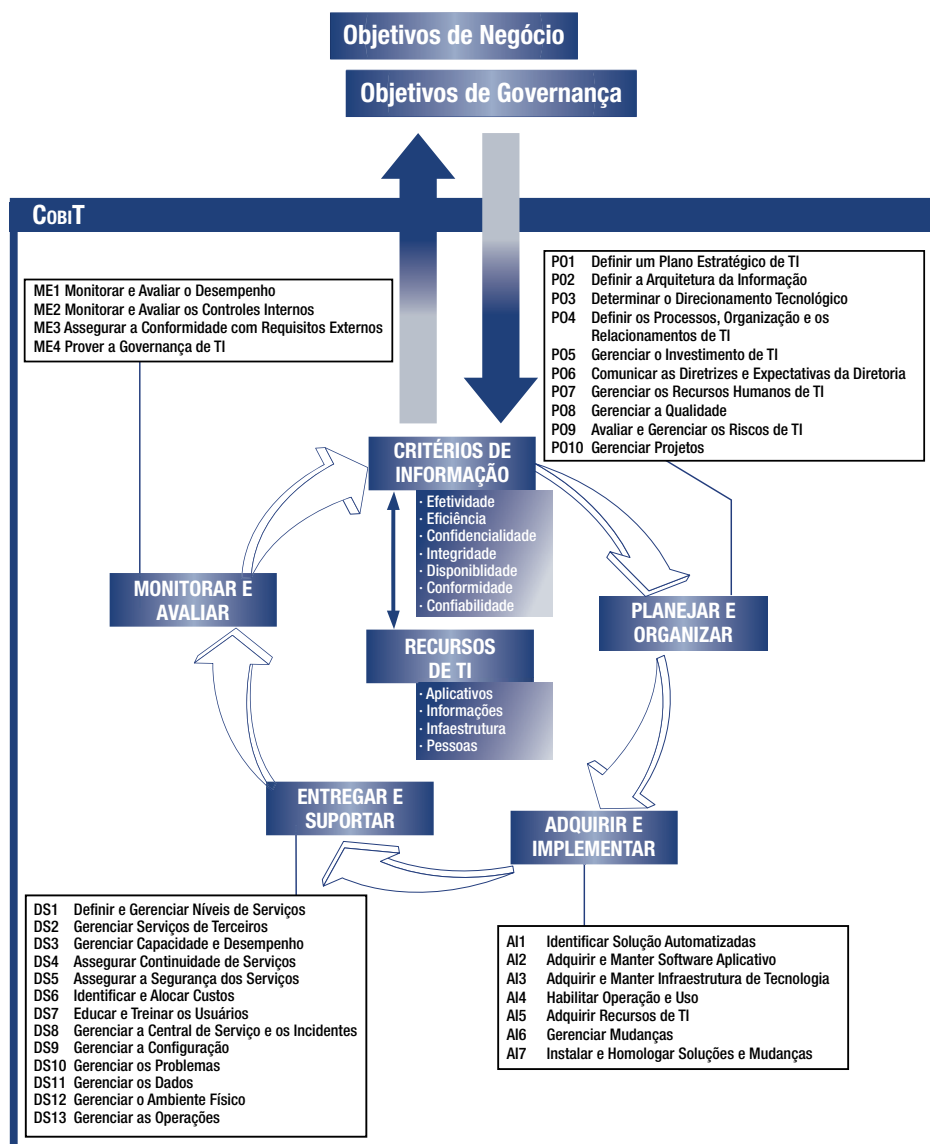 Objetivos de Negócio
Objetivos de Governança
COBIT
ME1 Monitorar e Avaliar o Desempenho
ME2 Monitorar e Avaliar os Controles Internos
ME3 Assegurar a Conformidade com Requisitos Externos
ME4 Prover a Governança de TI
PO1 Definir um Plano Estratégico de TI
PO2 Definir a Arquitetura da Informação
PO3 Determinar o Direcionamento Tecnológico
PO4 Definir os Processos, Organização e os
Relacionamentos de TI
PO5 Gerenciar o Investimento de TI
PO6 Comunicar as Diretrizes e Expectativas da Diretoria
PO7 Gerenciar os Recursos Humanos de TI
PO8 Gerenciar a Qualidade
PO9 Avaliar e Gerenciar os Riscos de TI
PO10 Gerenciar Projetos
CRITÉRIOS DE
INFORMAÇÃO
· Efetividade
· Eficiência
· Confidencialidade
· Integridade
· Disponiblidade
· Conformidade
· Confiabilidade
MONITORAR E
AVALIAR
PLANEJAR E
ORGANIZAR
RECURSOS
DE TI
· Aplicativos
· Informações
· Infaestrutura
· Pessoas
ENTREGAR E
SUPORTAR
ADQUIRIR E
IMPLEMENTAR
DS1 Definir e Gerenciar Níveis de Serviços
DS2 Gerenciar Serviços de Terceiros
DS3 Gerenciar Capacidade e Desempenho
DS4 Assegurar Continuidade de Serviços
DS5 Assegurar a Segurança dos Serviços
DS6 Identificar e Alocar Custos
DS7 Educar e Treinar os Usuários
DS8 Gerenciar a Central de Serviço e os Incidentes
DS9 Gerenciar a Configuração
DS10 Gerenciar os Problemas
DS11 Gerenciar os Dados
DS12 Gerenciar o Ambiente Físico
DS13 Gerenciar as Operações
AI1 Identificar Solução Automatizadas
AI2 Adquirir e Manter Software Aplicativo
AI3 Adquirir e Manter Infraestrutura de Tecnologia
AI4 Habilitar Operação e Uso
AI5 Adquirir Recursos de TI
AI6 Gerenciar Mudanças
AI7 Instalar e Homologar Soluções e Mudanças